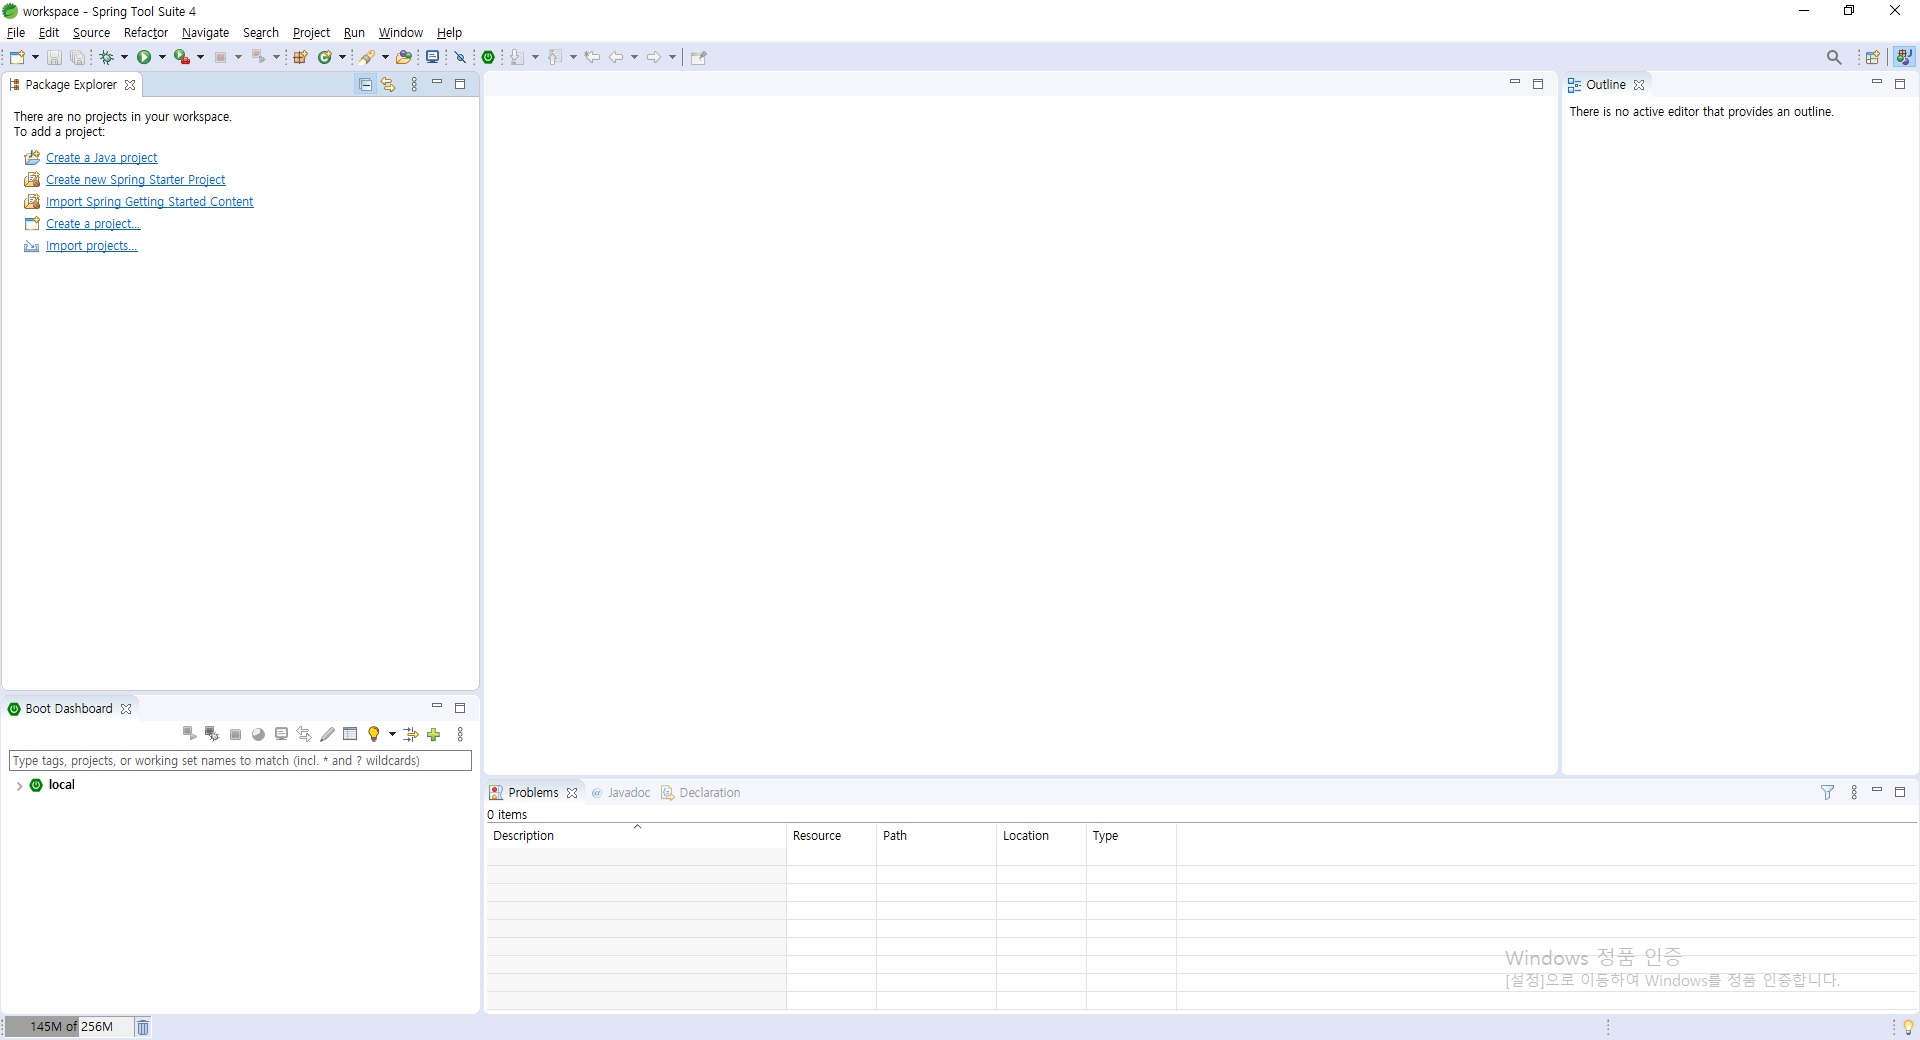 workspace - Spring Tool Suite 4
File Edit Source Refactor Navigate Search Project Run Window Help
Package Explorer
There are no projects in your workspace.
To add a project:
Create a Java project
Create new Spring Starter Project
Import Spring Getting Started Content
Create a project...
Import projects...
Outline
There is no active editor that provides an outline.
Boot Dashboard
Type tags, projects, or working set names to match (incl. * and ? wildcards)
local
Problems @ Javadoc Declaration
0 items
Description Resource Path Location Type
Windows 정품 인증
[설정]으로 이동하여 Windows를 정품 인증합니다.
145M of 256M